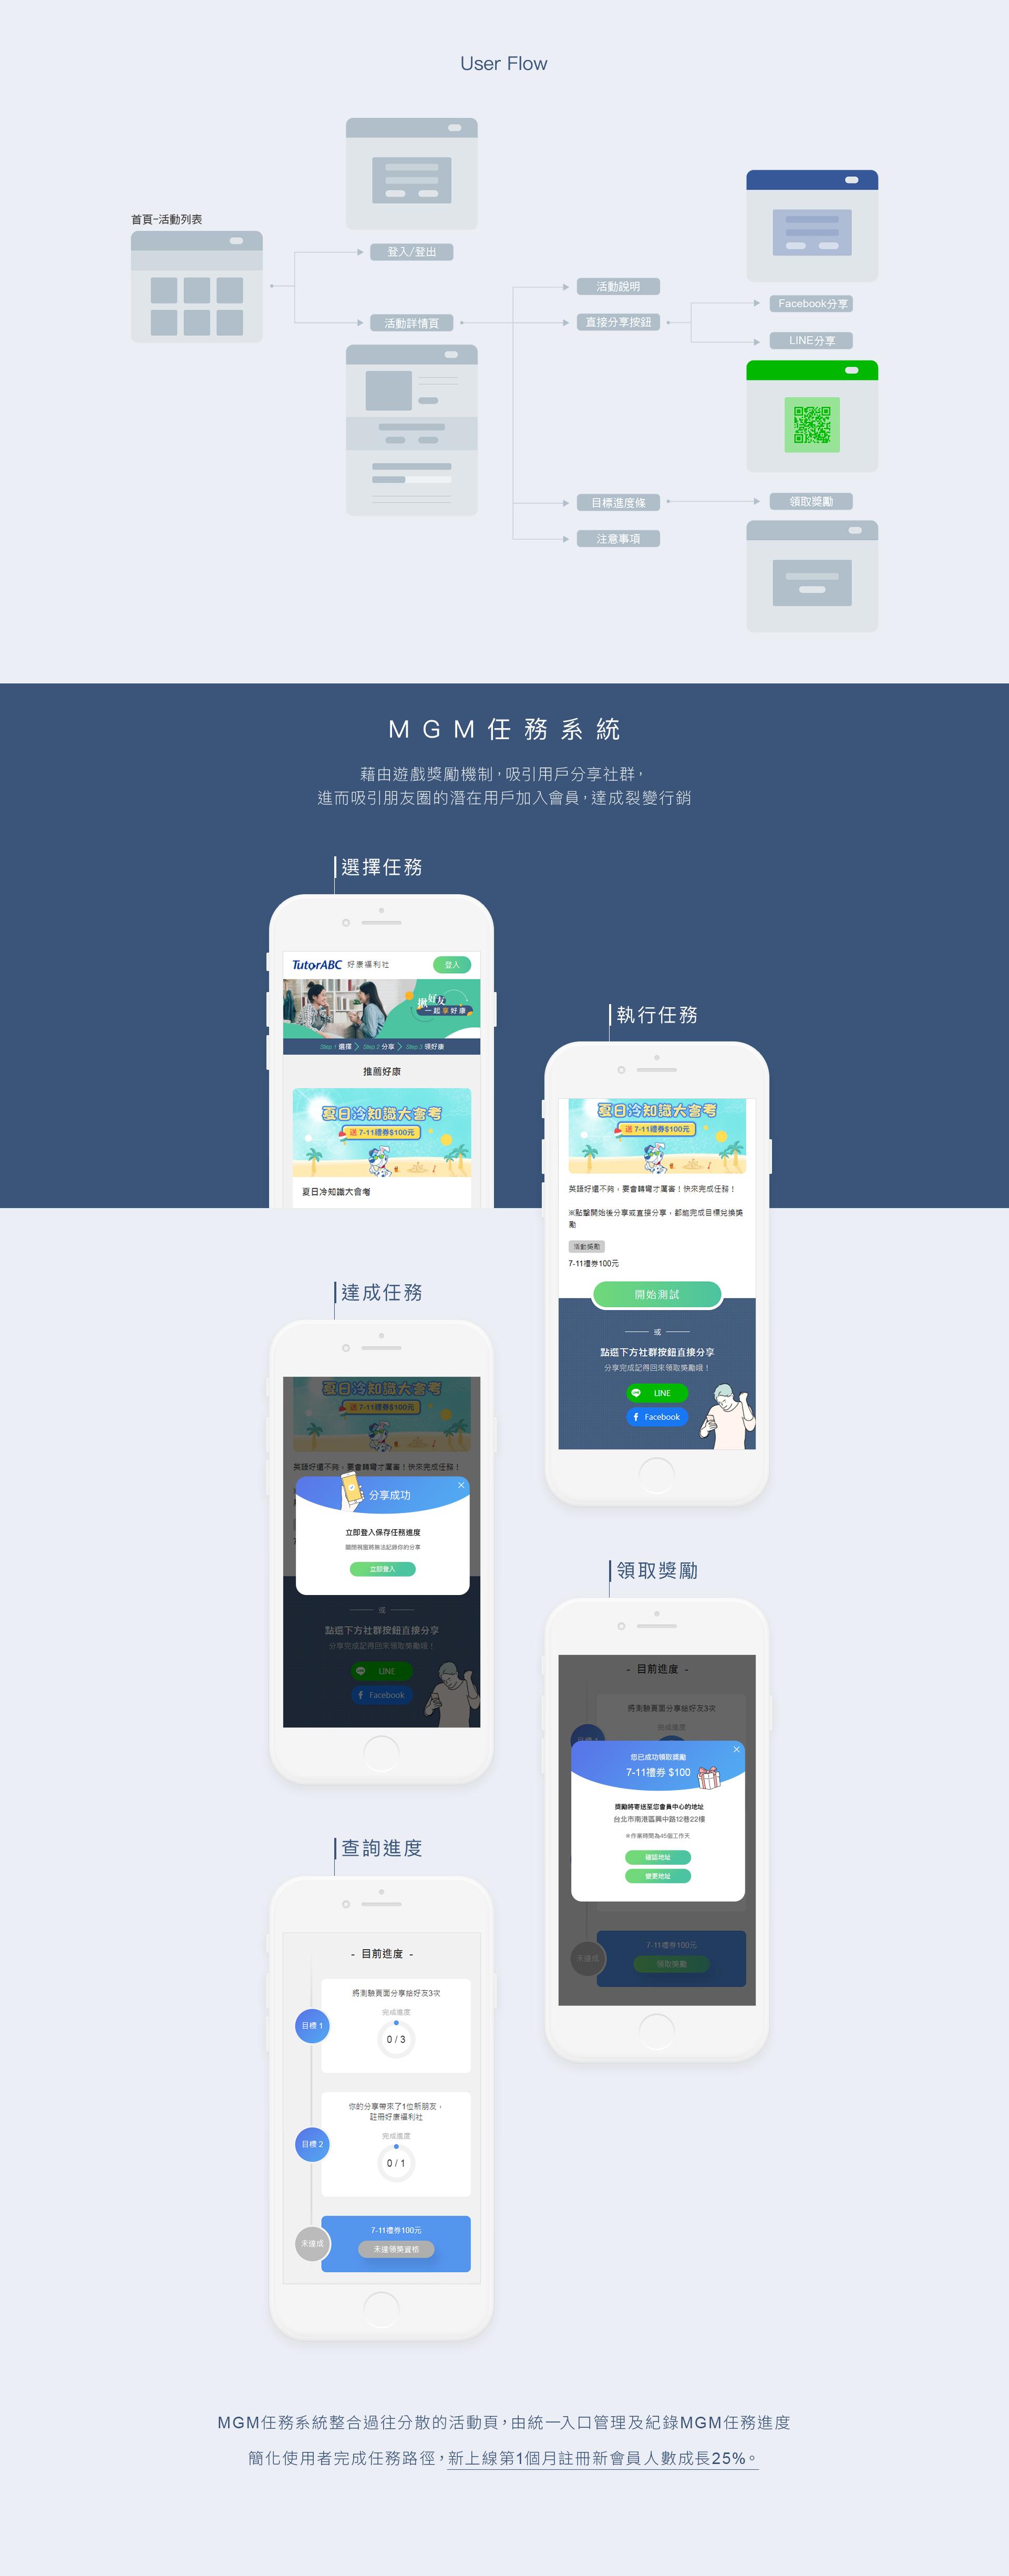 User Flow
首頁-活動列表
登入/登出
活動詳情頁
活動說明
直接分享按鈕
Facebook分享
LINE分享
目標進度條
領取獎勵
注意事項
MGM任務系統
藉由遊戲獎勵機制，吸引用戶分享社群，
進而吸引朋友圈的潛在用戶加入會員，達成裂變行銷
選擇任務
TutorABC 好康福利社
登入
揪好友
一起享好康
Step.1 選擇 > Step.2 分享 > Step.3 領好康
推薦好康
夏日冷知識大會考
送 7-11禮券$100元
夏日冷知識大會考
執行任務
夏日冷知識大會考
送 7-11禮券$100元
英語好還不夠，要會轉彎才厲害！快來完成任務！
※點擊開始後分享或直接分享，都能完成目標兌換獎
勵
活動獎勵
7-11禮券100元
開始測試
或
點選下方社群按鈕直接分享
分享完成記得回來領取獎勵哦！
LINE
Facebook
達成任務
夏日冷知識大會考
送 7-11禮券$100元
英語好還不夠，要會轉彎才厲害！快來完成任務！
分享成功
立即登入保存任務進度
關閉視窗將無法記錄你的分享
立即登入
或
點選下方社群按鈕直接分享
分享完成記得回來領取獎勵哦！
LINE
Facebook
領取獎勵
- 目前進度 -
將測驗頁面分享給好友3次
完成進度
您已成功領取獎勵
7-11禮券 $100
獎勵將寄送至您會員中心的地址
台北市南港區興中路12巷22樓
※作業時間為45個工作天
確認地址
變更地址
7-11禮券100元
未達成
領取獎勵
查詢進度
- 目前進度 -
將測驗頁面分享給好友3次
完成進度
目標 1
0 / 3
你的分享帶來了1位新朋友，
註冊好康福利社
完成進度
目標 2
0 / 1
7-11禮券100元
未達成
未達領獎資格
MGM任務系統整合過往分散的活動頁，由統一入口管理及紀錄MGM任務進度
簡化使用者完成任務路徑，新上線第1個月註冊新會員人數成長25%。